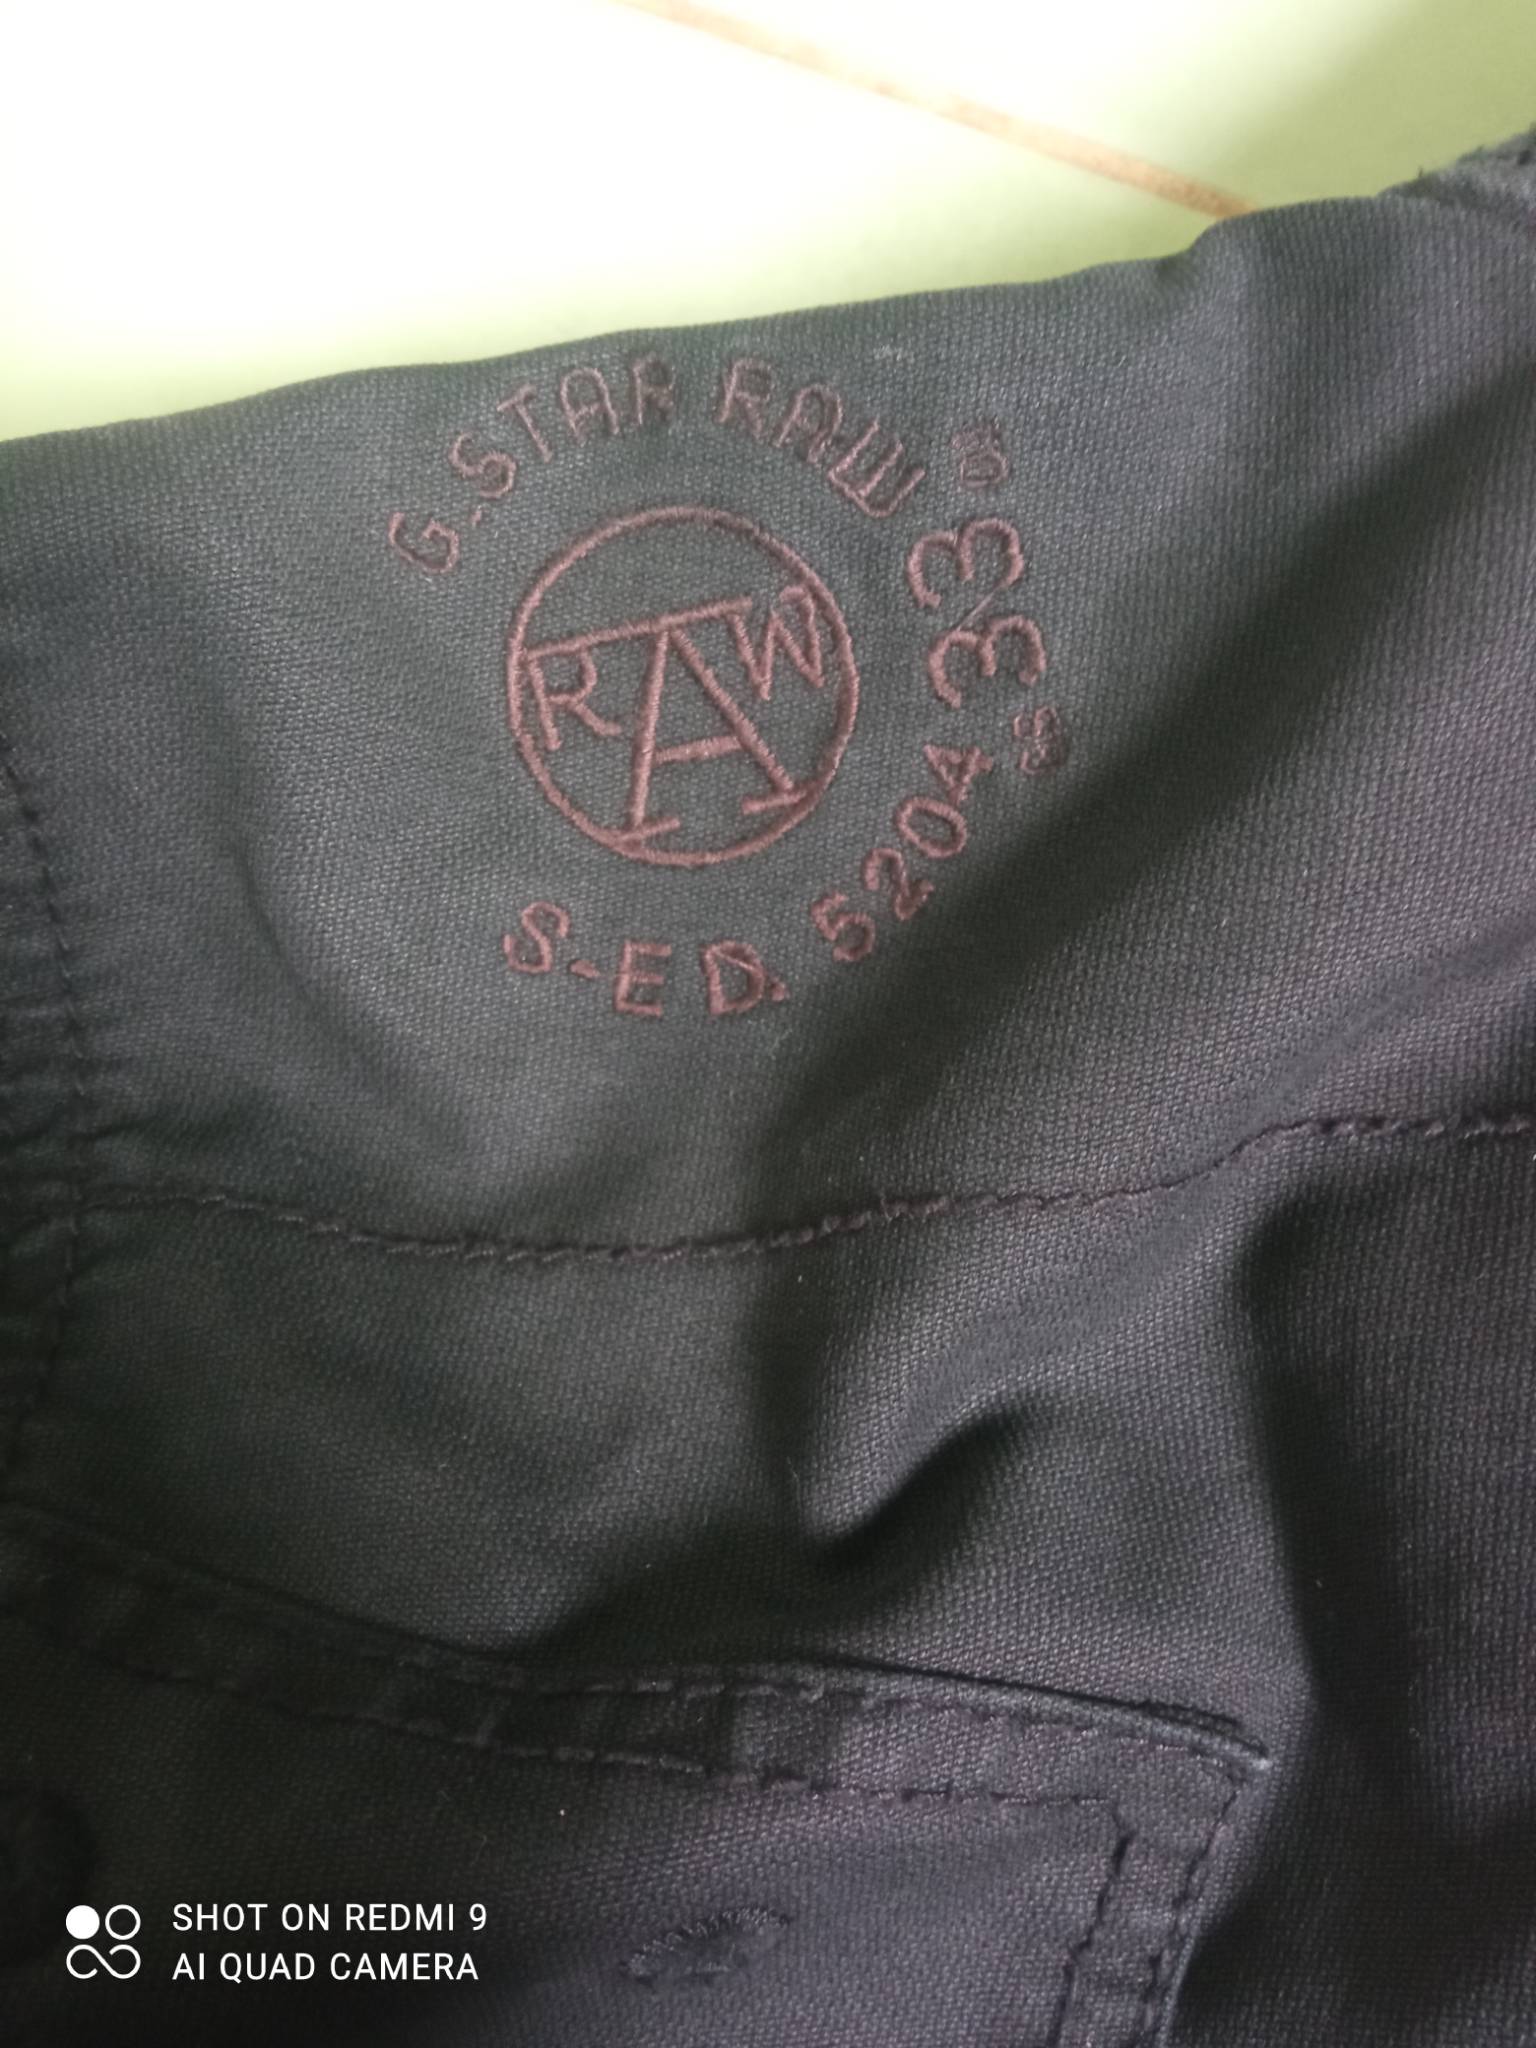 G-STAR RAW
RAW
33
S-ED. 5204
SHOT ON REDMI 9
AI QUAD CAMERA